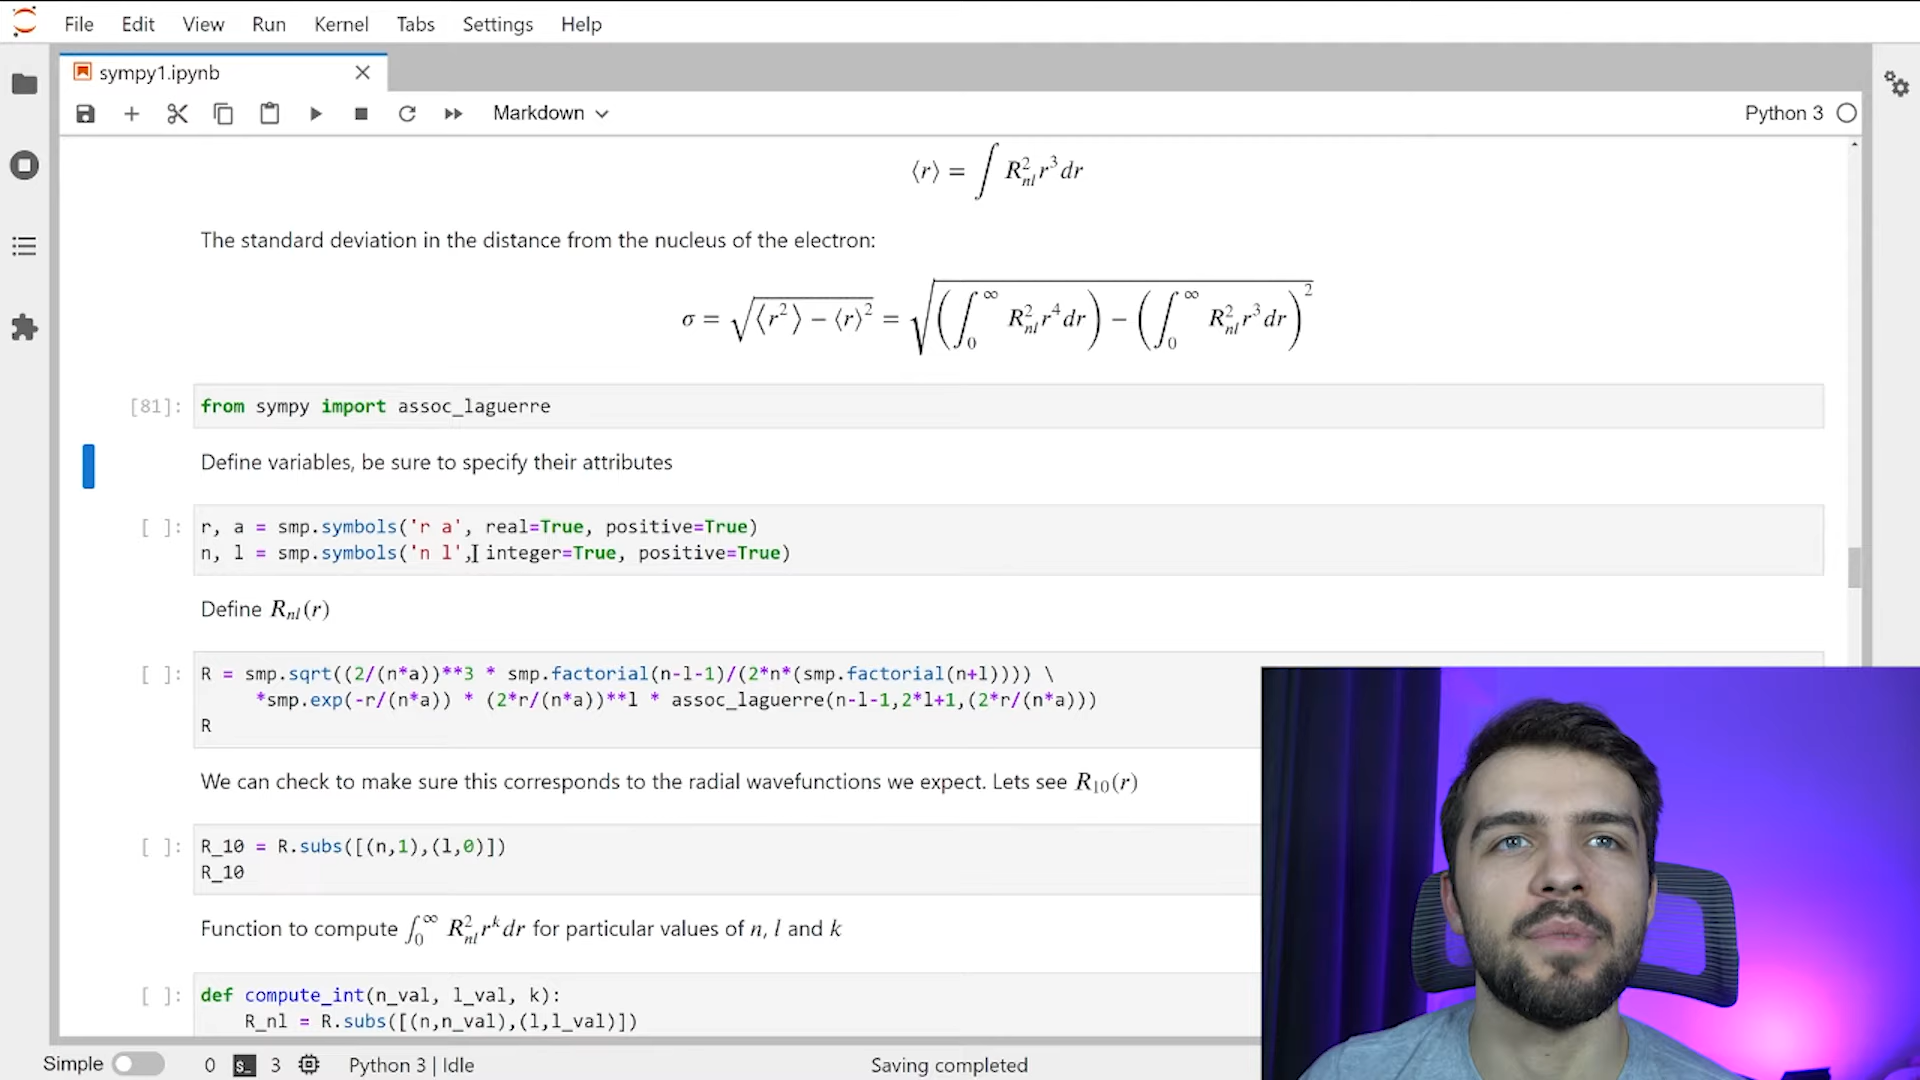 File Edit View Run Kernel Tabs Settings Help
sympy1.ipynb
Markdown
Python 3
⟨r⟩ = ∫ R²ₙₗ r³ dr
The standard deviation in the distance from the nucleus of the electron:
σ = √(⟨r²⟩ − ⟨r⟩²) = √((∫₀^∞ R²ₙₗ r⁴ dr) − (∫₀^∞ R²ₙₗ r³ dr)²)
[81]: from sympy import assoc_laguerre
Define variables, be sure to specify their attributes
[ ]: r, a = smp.symbols('r a', real=True, positive=True)
n, l = smp.symbols('n l', integer=True, positive=True)
Define Rₙₗ(r)
[ ]: R = smp.sqrt((2/(n*a))**3 * smp.factorial(n-l-1)/(2*n*(smp.factorial(n+l)))) \
*smp.exp(-r/(n*a)) * (2*r/(n*a))**l * assoc_laguerre(n-l-1,2*l+1,(2*r/(n*a)))
R
We can check to make sure this corresponds to the radial wavefunctions we expect. Lets see R₁₀(r)
[ ]: R_10 = R.subs([(n,1),(l,0)])
R_10
Function to compute ∫₀^∞ R²ₙₗ rᵏ dr for particular values of n, l and k
[ ]: def compute_int(n_val, l_val, k):
R_nl = R.subs([(n,n_val),(l,l_val)])
Simple 0 $_ 3 Python 3 | Idle Saving completed